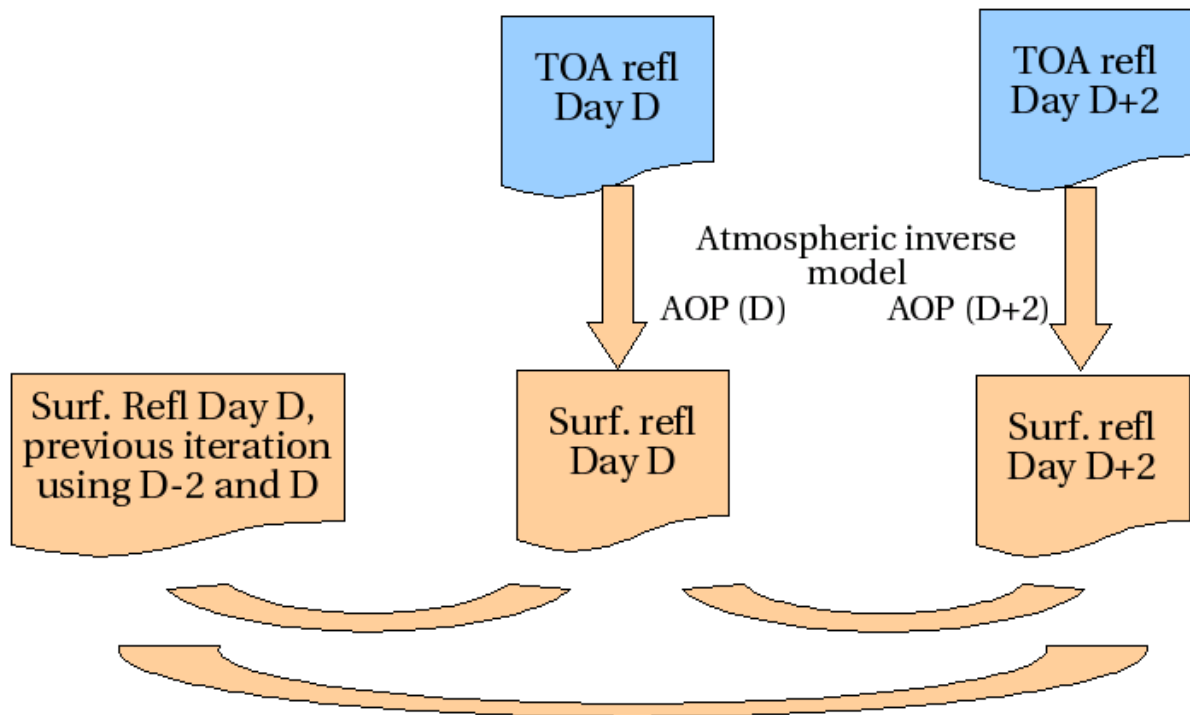 TOA refl
Day D
TOA refl
Day D+2
Atmospheric inverse
model
AOP (D)
AOP (D+2)
Surf. Refl Day D,
previous iteration
using D-2 and D
Surf. refl
Day D
Surf. refl
Day D+2